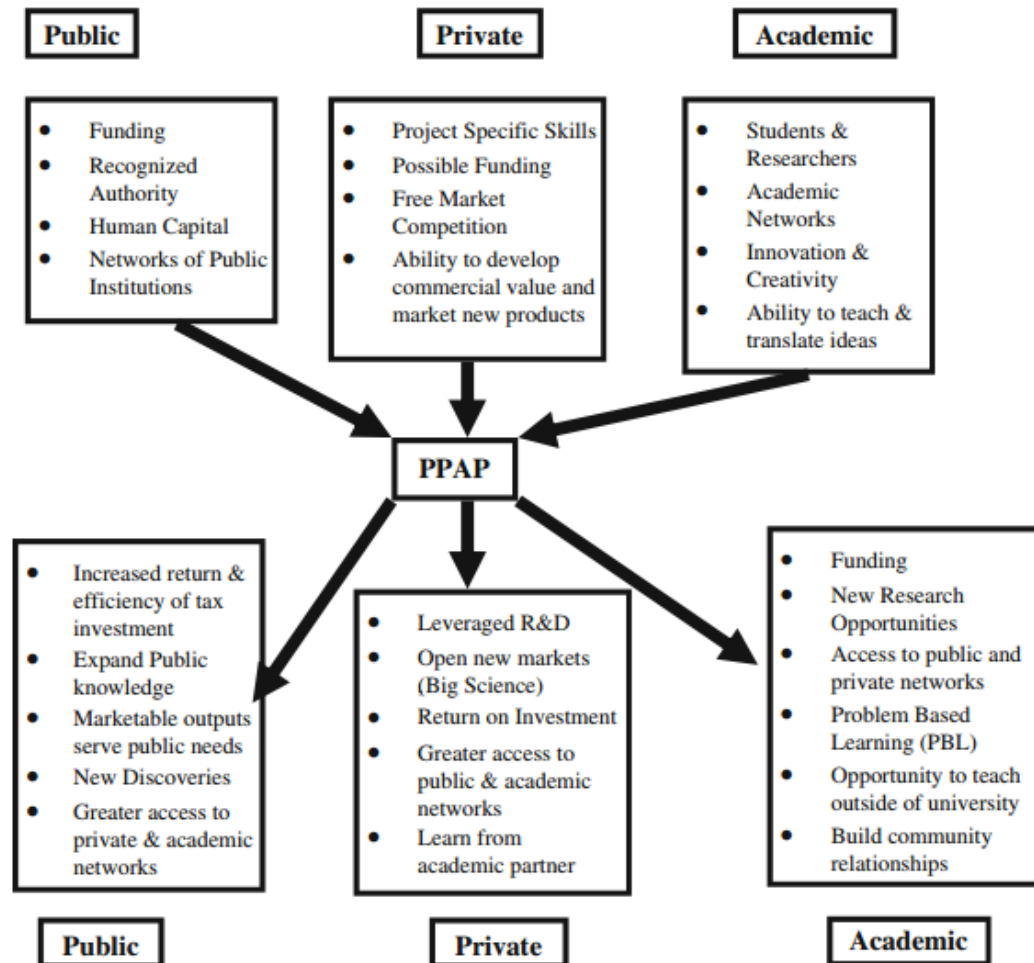 Public
Private
Academic
• Funding
• Recognized
Authority
• Human Capital
• Networks of Public
Institutions
• Project Specific Skills
• Possible Funding
• Free Market
Competition
• Ability to develop
commercial value and
market new products
• Students &
Researchers
• Academic
Networks
• Innovation &
Creativity
• Ability to teach &
translate ideas
PPAP
• Increased return &
efficiency of tax
investment
• Expand Public
knowledge
• Marketable outputs
serve public needs
• New Discoveries
• Greater access to
private & academic
networks
• Leveraged R&D
• Open new markets
(Big Science)
• Return on Investment
• Greater access to
public & academic
networks
• Learn from
academic partner
• Funding
• New Research
Opportunities
• Access to public and
private networks
• Problem Based
Learning (PBL)
• Opportunity to teach
outside of university
• Build community
relationships
Public
Private
Academic